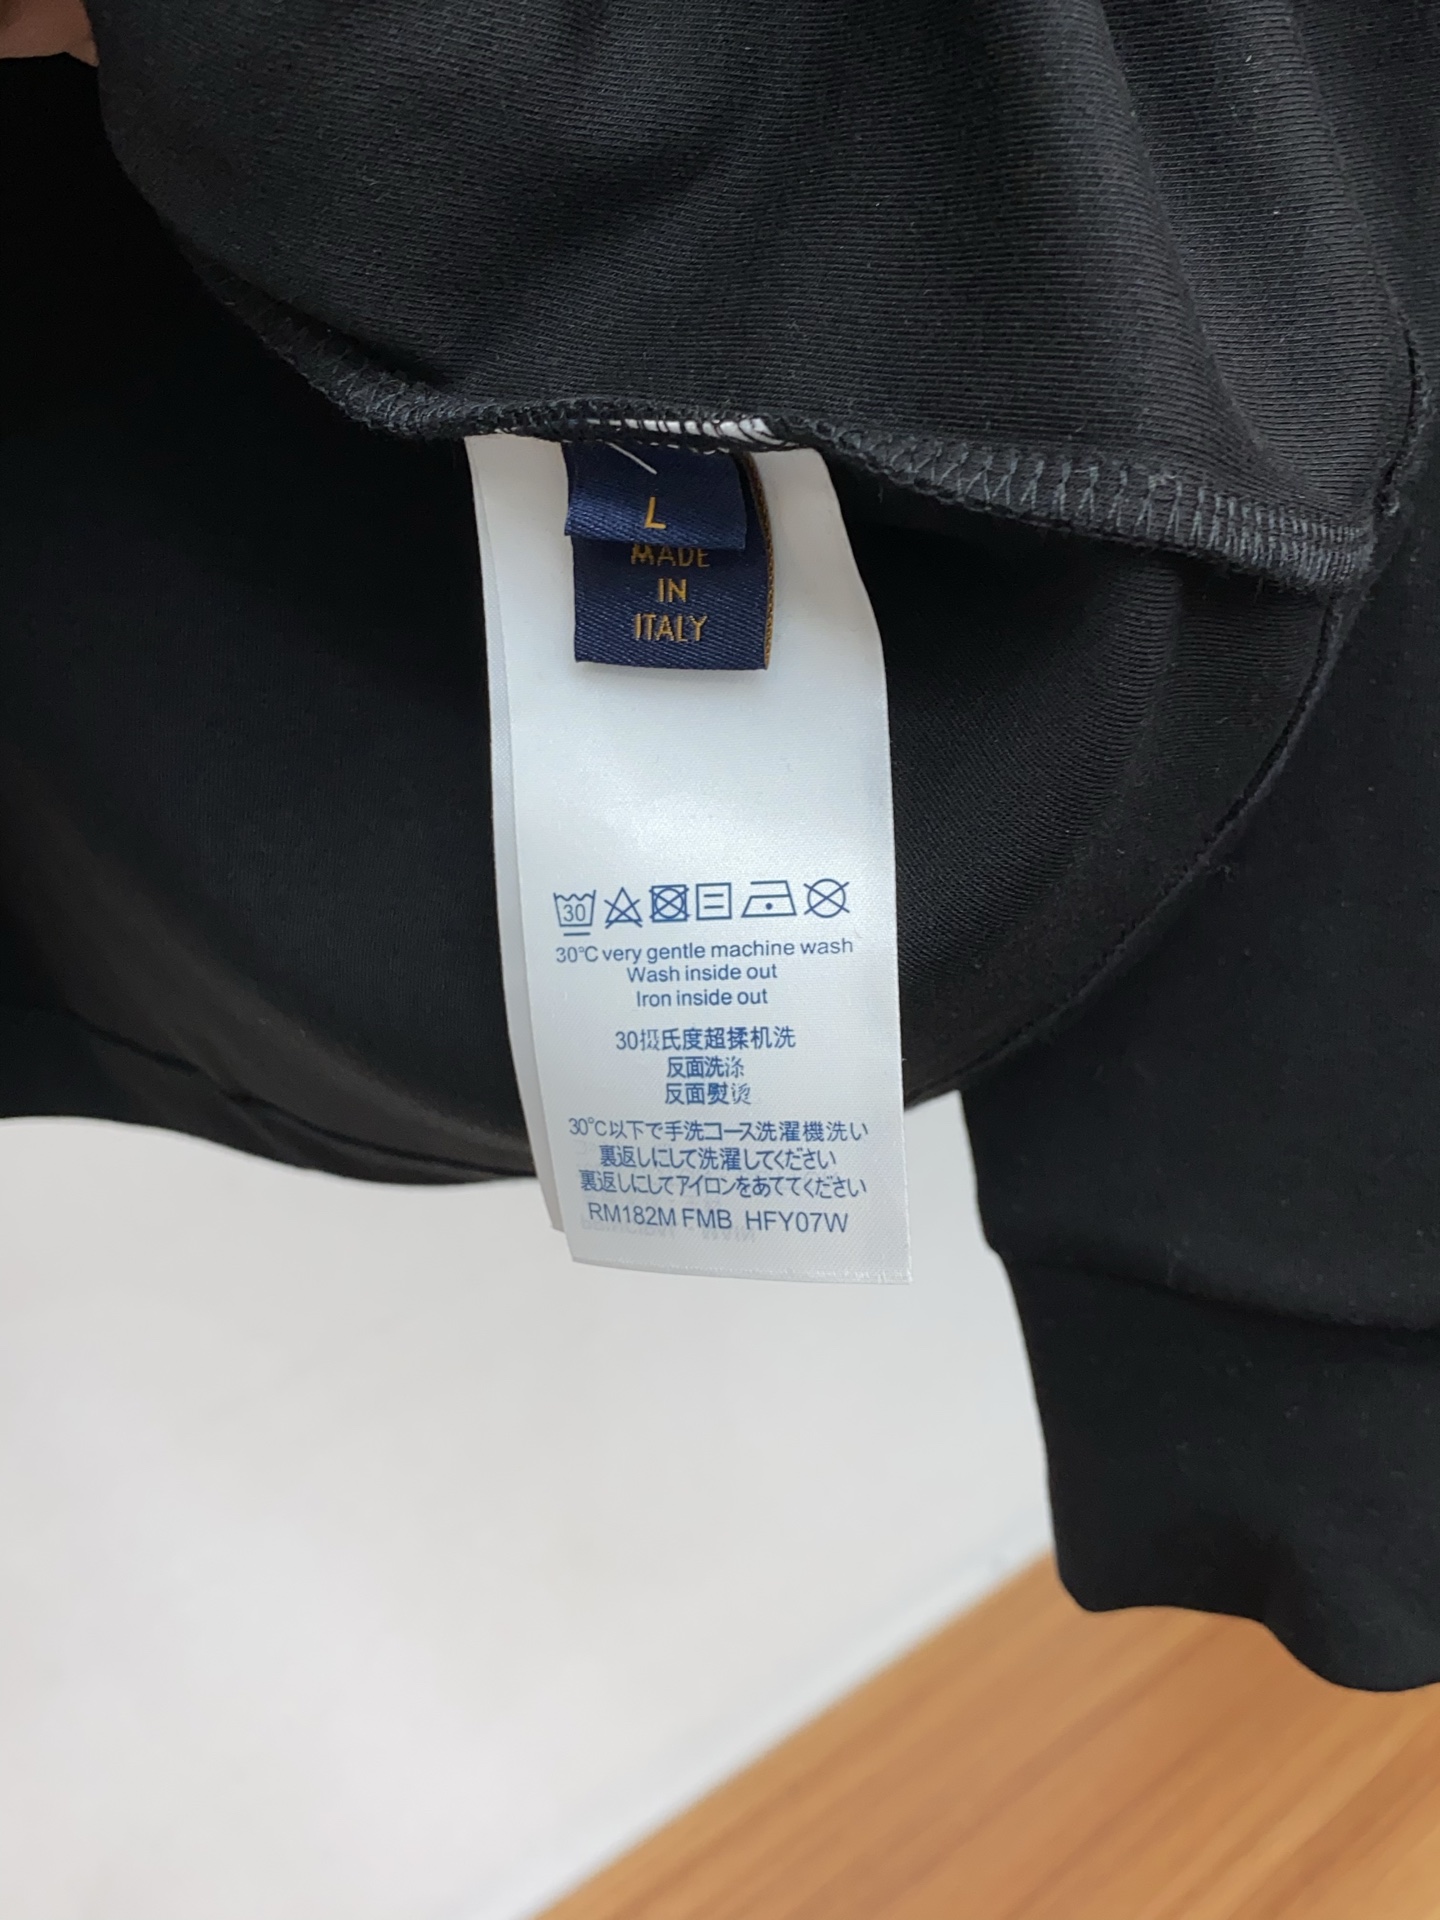 L
MADE
IN
ITALY
30
30℃ very gentle machine wash
Wash inside out
Iron inside out
30摄氏度超揉机洗
反面洗涤
反面熨烫
30℃以下で手洗コース洗濯機洗い
裏返しにして洗濯してください
裏返しにしてアイロンをあててください
RM182M FMB HFY07W